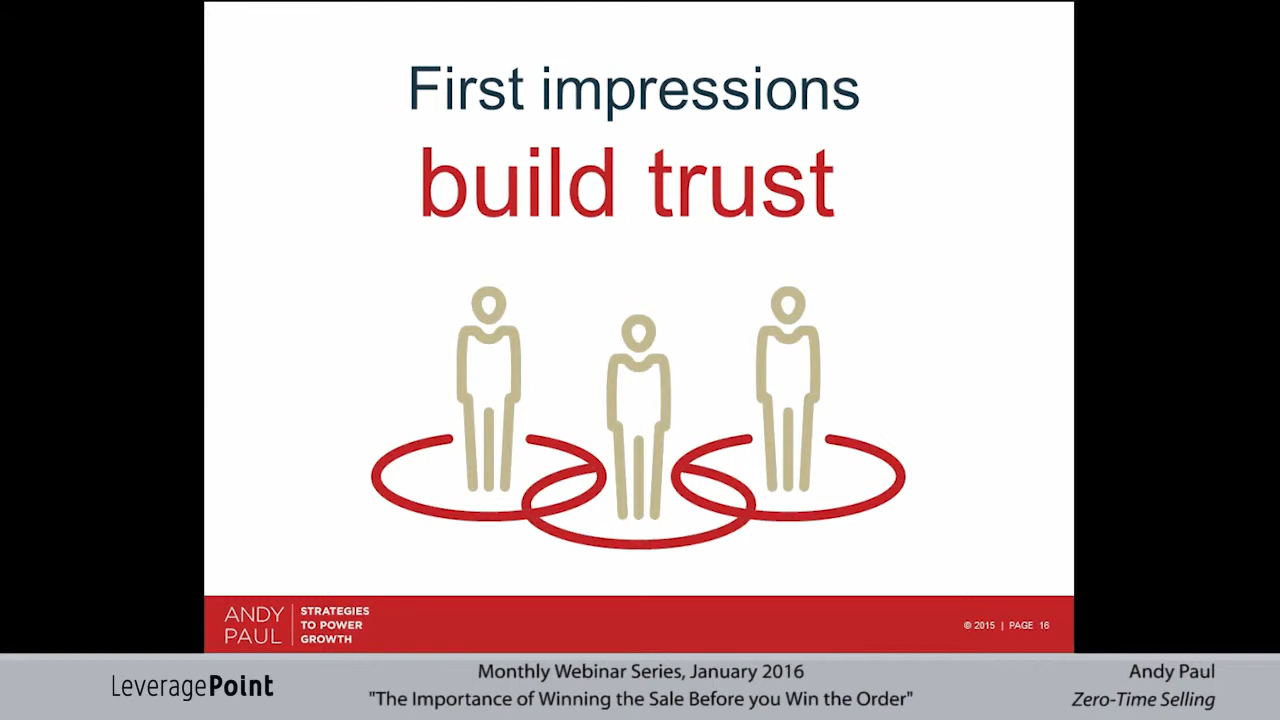 First impressions
build trust
ANDY PAUL
STRATEGIES
TO POWER
GROWTH
© 2015 | PAGE 16
LeveragePoint
Monthly Webinar Series, January 2016
"The Importance of Winning the Sale Before you Win the Order"
Andy Paul
Zero-Time Selling